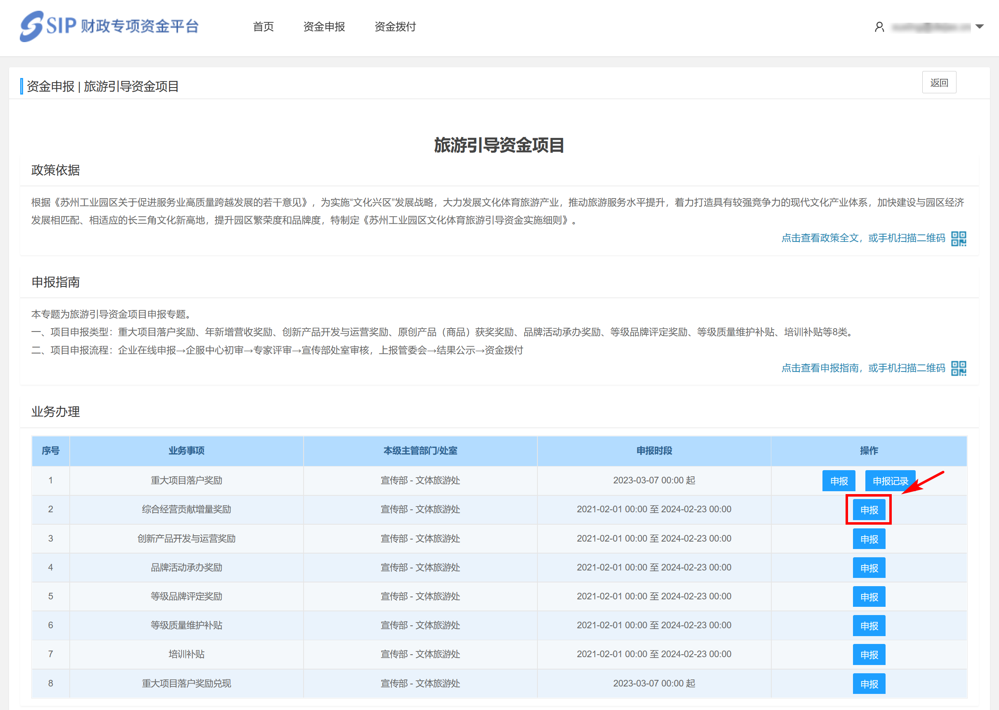 SIP 财政专项资金平台 首页 资金申报 资金拨付
资金申报 | 旅游引导资金项目 返回
旅游引导资金项目
政策依据
根据《苏州工业园区关于促进服务业高质量跨越发展的若干意见》，为实施“文化兴区”发展战略，大力发展文化体育旅游产业，推动旅游服务水平提升，着力打造具有较强竞争力的现代文化产业体系，加快建设与园区经济
发展相匹配、相适应的长三角文化新高地，提升园区繁荣度和品牌度，特制定《苏州工业园区文化体育旅游引导资金实施细则》。
点击查看政策全文，或手机扫描二维码
申报指南
本专题为旅游引导资金项目申报专题。
一、项目申报类型：重大项目落户奖励、年新增营收奖励、创新产品开发与运营奖励、原创产品（商品）获奖奖励、品牌活动承办奖励、等级品牌评定奖励、等级质量维护补贴、培训补贴等8类。
二、项目申报流程：企业在线申报→企服中心初审→专家评审→宣传部处室审核，上报管委会→结果公示→资金拨付
点击查看申报指南，或手机扫描二维码
业务办理
序号 业务事项 本级主管部门/处室 申报时段 操作
1 重大项目落户奖励 宣传部 - 文体旅游处 2023-03-07 00:00 起 申报 申报记录
2 综合经营贡献增量奖励 宣传部 - 文体旅游处 2021-02-01 00:00 至 2024-02-23 00:00 申报
3 创新产品开发与运营奖励 宣传部 - 文体旅游处 2021-02-01 00:00 至 2024-02-23 00:00 申报
4 品牌活动承办奖励 宣传部 - 文体旅游处 2021-02-01 00:00 至 2024-02-23 00:00 申报
5 等级品牌评定奖励 宣传部 - 文体旅游处 2021-02-01 00:00 至 2024-02-23 00:00 申报
6 等级质量维护补贴 宣传部 - 文体旅游处 2021-02-01 00:00 至 2024-02-23 00:00 申报
7 培训补贴 宣传部 - 文体旅游处 2021-02-01 00:00 至 2024-02-23 00:00 申报
8 重大项目落户奖励兑现 宣传部 - 文体旅游处 2023-03-07 00:00 起 申报